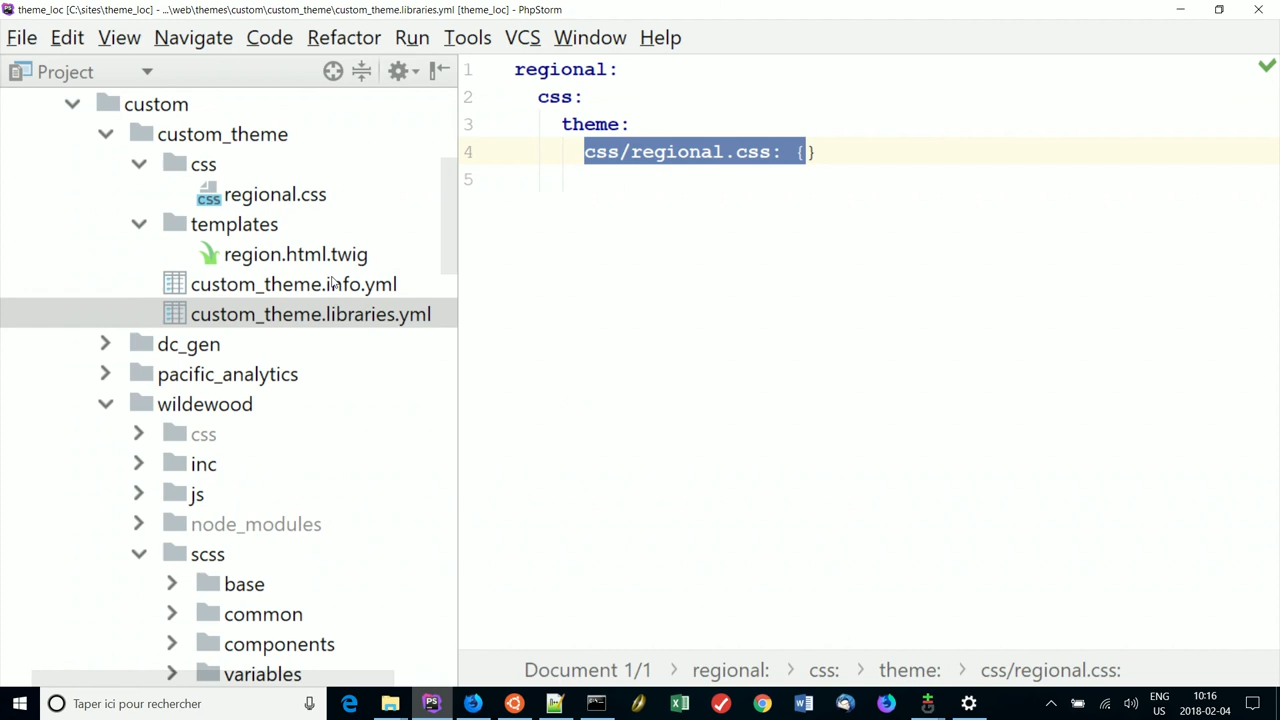 theme_loc [C:\sites\theme_loc] - ...\web\themes\custom\custom_theme\custom_theme.libraries.yml [theme_loc] - PhpStorm
File Edit View Navigate Code Refactor Run Tools VCS Window Help
Project
custom
custom_theme
css
CSS regional.css
templates
region.html.twig
custom_theme.info.yml
custom_theme.libraries.yml
dc_gen
pacific_analytics
wildewood
css
inc
js
node_modules
scss
base
common
components
variables
1 regional:
2 css:
3 theme:
4 css/regional.css: {}
5
Document 1/1 regional: css: theme: css/regional.css:
Taper ici pour rechercher
PS
ENG
US
10:16
2018-02-04